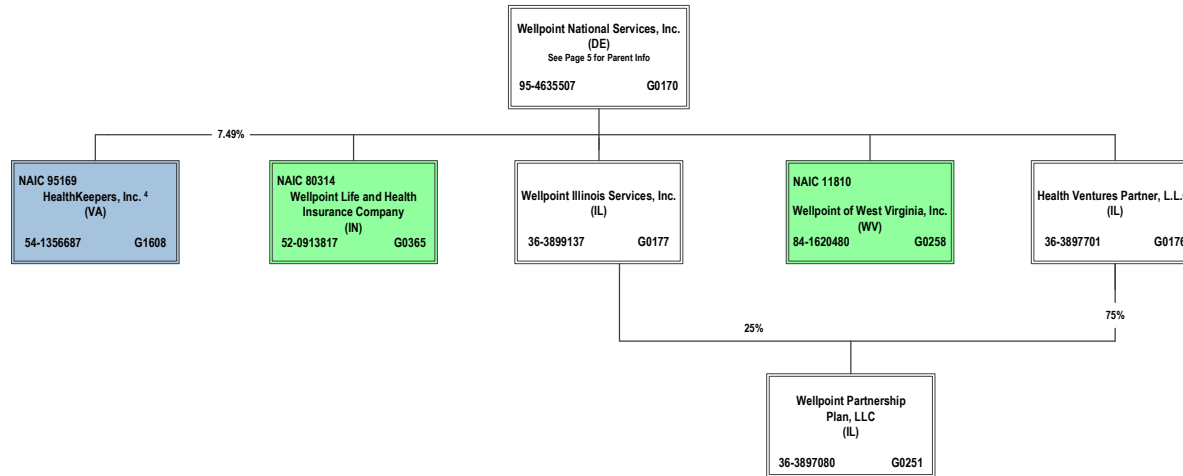 Wellpoint National Services, Inc.
(DE)
See Page 5 for Parent Info
95-4635507 G0170
7.49%
NAIC 95169
HealthKeepers, Inc. 4
(VA)
54-1356687 G1608
NAIC 80314
Wellpoint Life and Health
Insurance Company
(IN)
52-0913817 G0365
Wellpoint Illinois Services, Inc.
(IL)
36-3899137 G0177
NAIC 11810
Wellpoint of West Virginia, Inc.
(WV)
84-1620480 G0258
Health Ventures Partner, L.L.C
(IL)
36-3897701 G0176
25%
75%
Wellpoint Partnership
Plan, LLC
(IL)
36-3897080 G0251